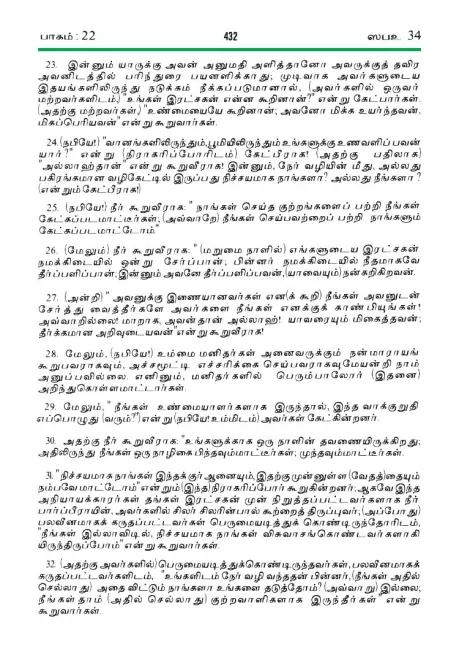 பாகம் : 22
432
ஸபஉ 34
23. இன்னும் யாருக்கு அவன் அனுமதி அளித்தானோ அவருக்குத் தவிர
அவனிடத்தில் பரிந்துரை பயனளிக்காது; முடிவாக அவர்களுடைய
இதயங்களிலிருந்து நடுக்கம் நீக்கப்படுமானால், (அவர்களில் ஒருவர்
மற்றவர்களிடம்,) "உங்கள் இரட்சகன் என்ன கூறினான்?" என்று கேட்பார்கள்.
(அதற்கு மற்றவர்கள்,) "உண்மையையே கூறினான்; அவனோ மிக்க உயர்ந்தவன்,
மிகப்பெரியவன்" என்று கூறுவார்கள்.
24. (நபியே!) "வானங்களிலிருந்தும், பூமியிலிருந்தும் உங்களுக்கு உணவளிப்பவன்
யார்?" என்று (நிராகரிப்போரிடம்) கேட்பீராக! (அதற்கு பதிலாக)
"அல்லாஹ்தான்" என்று கூறுவீராக! இன்னும், நேர் வழியின் மீது, அல்லது
பகிரங்கமான வழிகேட்டில் இருப்பது நிச்சயமாக நாங்களா? அல்லது நீங்களா?
(என்றும் கேட்பீராக!)
25. (நபியே!) நீர் கூறுவீராக: "நாங்கள் செய்த குற்றங்களைப் பற்றி நீங்கள்
கேட்கப்படமாட்டீர்கள்; (அவ்வாறே) நீங்கள் செய்பவற்றைப் பற்றி நாங்களும்
கேட்கப்படமாட்டோம்."
26. (மேலும்) நீர் கூறுவீராக: "(மறுமை நாளில்) எங்களுடைய இரட்சகன்
நமக்கிடையில் ஒன்று சேர்ப்பான்; பின்னர் நமக்கிடையில் நீதமாகவே
தீர்ப்பளிப்பான்; இன்னும் அவனே தீர்ப்பளிப்பவன், (யாவையும்) நன்கறிகிறவன்.
27. (அன்றி) "அவனுக்கு இணையானவர்கள் என(க் கூறி) நீங்கள் அவனுடன்
சேர்த்து வைத்தீர்களே அவர்களை நீங்கள் எனக்குக் காண்பியுங்கள்!
அவ்வாறில்லை! மாறாக, அவன்தான் அல்லாஹ்! யாவரையும் மிகைத்தவன்;
தீர்க்கமான அறிவுடையவன்" என்று கூறுவீராக!
28. மேலும், (நபியே!) உம்மை மனிதர்கள் அனைவருக்கும் நன்மாராயங்
கூறுபவராகவும், அச்சமூட்டி எச்சரிக்கை செய்பவராகவுமேயன்றி நாம்
அனுப்பவில்லை. எனினும், மனிதர்களில் பெரும்பாலோர் (இதனை)
அறிந்துகொள்ளமாட்டார்கள்.
29. மேலும், "நீங்கள் உண்மையாளர்களாக இருந்தால், இந்த வாக்குறுதி
எப்பொழுது (வரும்?") என்று (நபியே! உம்மிடம்) அவர்கள் கேட்கின்றனர்.
30. அதற்கு நீர் கூறுவீராக: "உங்களுக்காக ஒரு நாளின் தவணையிருக்கிறது;
அதிலிருந்து நீங்கள் ஒரு நாழிகை பிந்தவும்மாட்டீர்கள்; முந்தவும்மாட்டீர்கள்.
31. "நிச்சயமாக நாங்கள் இந்தக்குர்ஆனையும், இதற்குமுன்னுள்ள (வேதத்)தையும்
நம்பவே மாட்டோம்" என்றும் (இந்த) நிராகரிப்போர் கூறுகின்றனர்; ஆகவே இந்த
அநியாயக்காரர்கள் தங்கள் இரட்சகன் முன் நிறுத்தப்பட்டவர்களாக நீர்
பார்ப்பீராயின், அவர்களில் சிலர் சிலரின்பால் கூற்றைத் திருப்புவர்; (அப்போது)
பலவீனமாகக் கருதப்பட்டவர்கள் பெருமையடித்துக் கொண்டிருந்தோரிடம்,
"நீங்கள் இல்லாவிடில், நிச்சயமாக நாங்கள் விசுவாசங்கொண்டவர்களாகி
யிருந்திருப்போம்" என்று கூறுவார்கள்.
32. (அதற்கு அவர்களில்) பெருமையடித்துக்கொண்டிருந்தவர்கள், பலவீனமாகக்
கருதப்பட்டவர்களிடம், "உங்களிடம் நேர் வழி வந்ததன் பின்னர், (நீங்கள் அதில்
செல்லாது) அதை விட்டும் நாங்களா உங்களை தடுத்தோம்? (அவ்வாறு) இல்லை;
நீங்கள்தாம் (அதில் செல்லாது) குற்றவாளிகளாக இருந்தீர்கள்" என்று
கூறுவார்கள்.